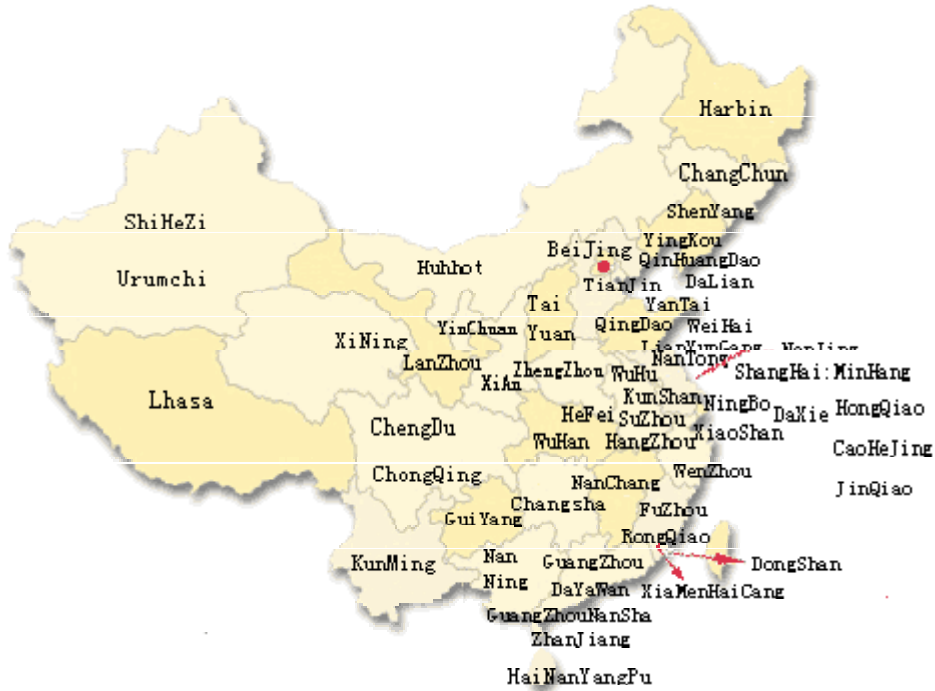 Harbin
ChangChun
ShenYang
ShiHeZi
YingKou
BeiJing
QinHuangDao
Huhhot
Urumchi
TianJin
DaLian
Tai
YanTai
QingDao
WeiHai
YinChuan
Yuan
XiNing
LianYunGang
NanJing
NanTong
LanZhou
ZhengZhou
WuHu
ShangHai:MinHang
XiAn
KunShan
Lhasa
NingBo
HongQiao
HeFei
SuZhou
DaXie
ChengDu
XiaoShan
WuHan
HangZhou
CaoHeJing
ChongQing
WenZhou
NanChang
JinQiao
Changsha
FuZhou
GuiYang
RongQiao
Nan
KunMing
GuangZhou
DongShan
Ning
DaYaWan
XiaMenHaiCang
GuangZhouNanSha
ZhanJiang
HaiNanYangPu